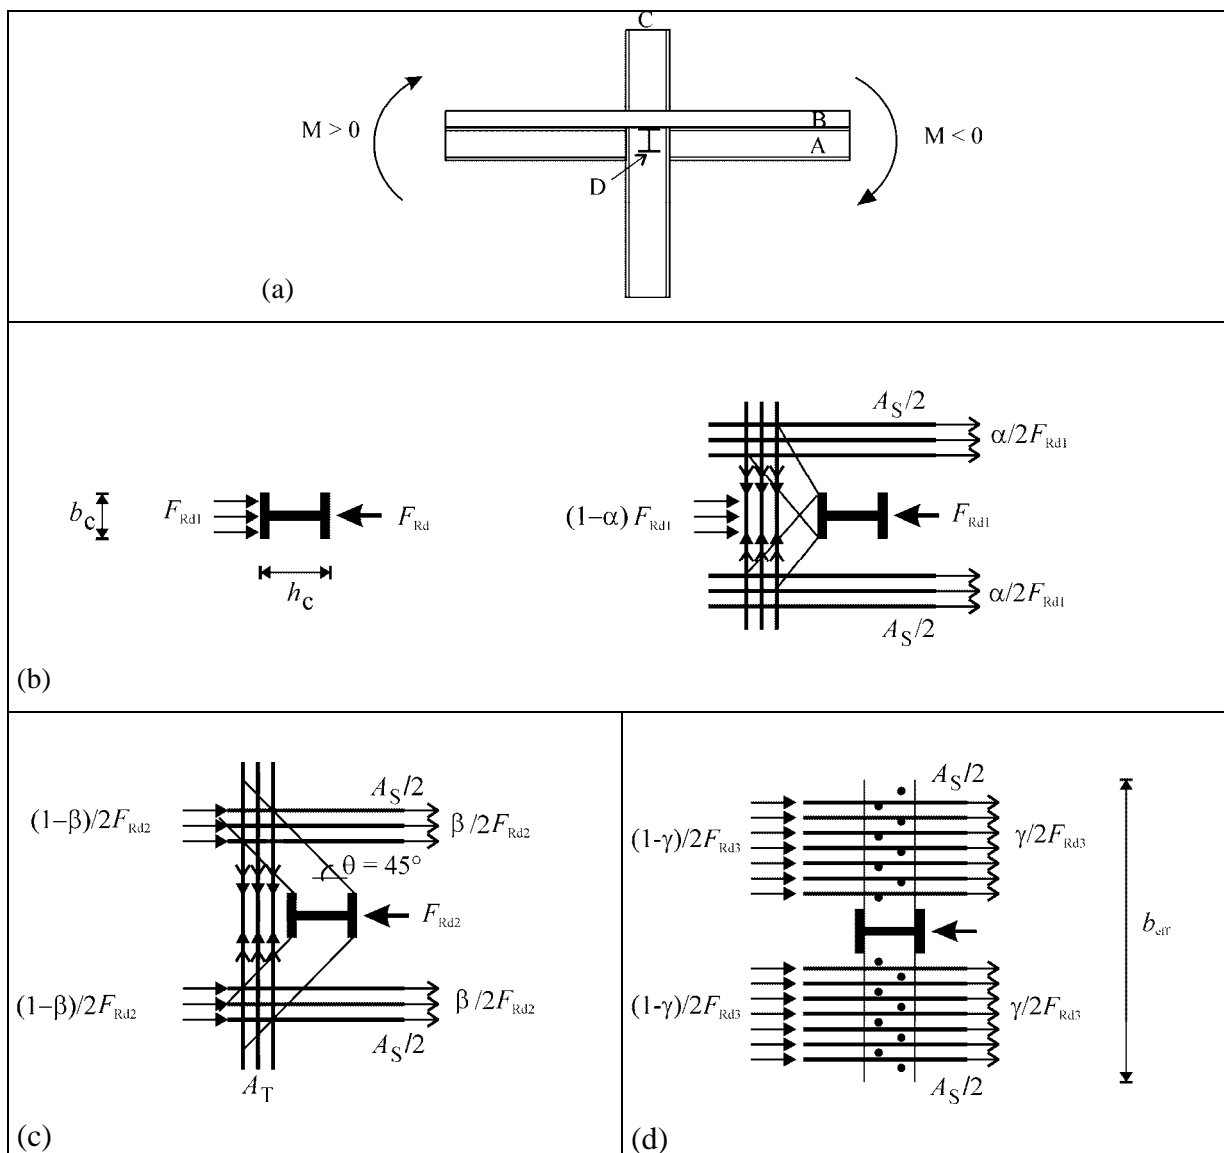 C
M > 0
B
A
M < 0
D
(a)
b_c
F_Rd1
F_Rd
h_c
A_S/2
α/2F_Rd1
(1–α) F_Rd1
F_Rd1
α/2F_Rd1
A_S/2
(b)
A_S/2
(1–β)/2F_Rd2
β/2F_Rd2
θ = 45°
F_Rd2
(1–β)/2F_Rd2
β/2F_Rd2
A_S/2
A_T
(c)
A_S/2
(1-γ)/2F_Rd3
γ/2F_Rd3
b_eff
(1-γ)/2F_Rd3
γ/2F_Rd3
A_S/2
(d)